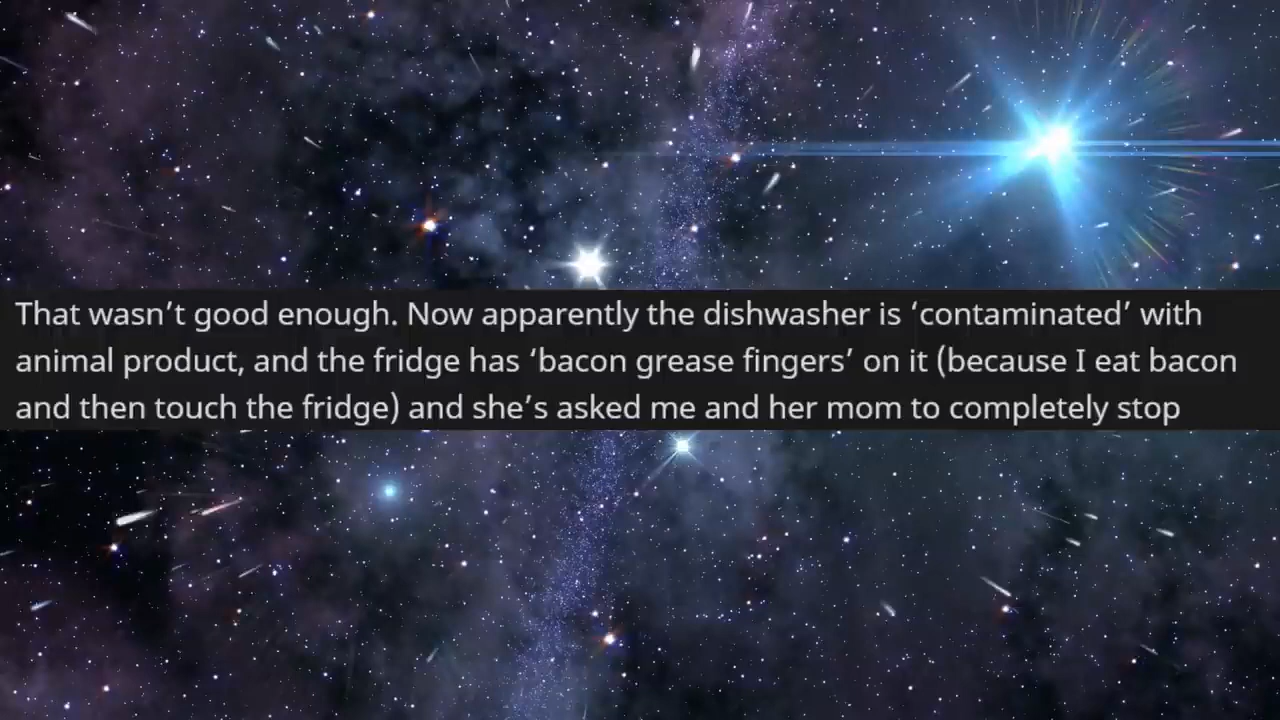 That wasn’t good enough. Now apparently the dishwasher is ‘contaminated’ with
animal product, and the fridge has ‘bacon grease fingers’ on it (because I eat bacon
and then touch the fridge) and she’s asked me and her mom to completely stop